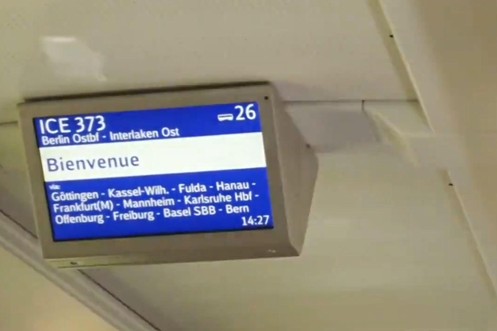 ICE 373
26
Berlin Ostbf - Interlaken Ost
Bienvenue
via:
Göttingen - Kassel-Wilh. - Fulda - Hanau -
Frankfurt(M) - Mannheim - Karlsruhe Hbf -
Offenburg - Freiburg - Basel SBB - Bern
14:27